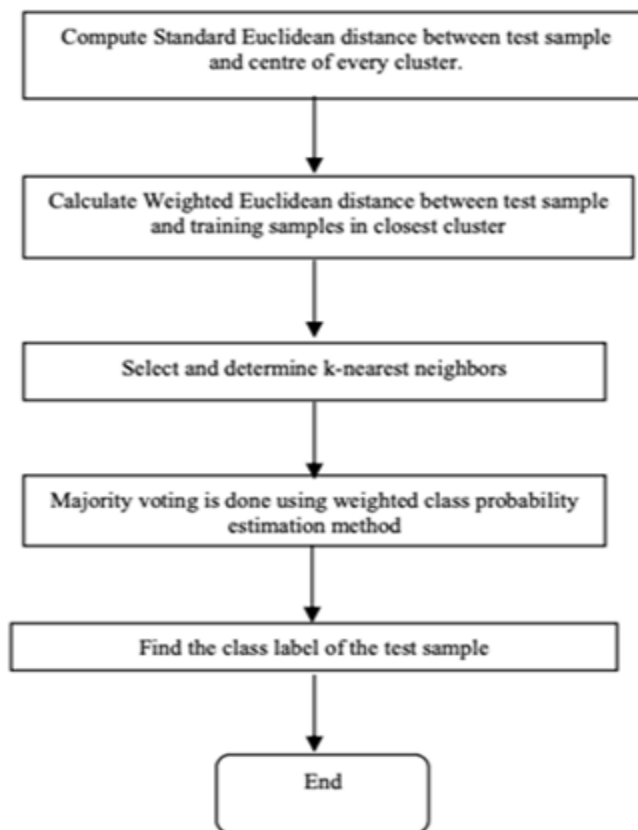 Compute Standard Euclidean distance between test sample
and centre of every cluster.
Calculate Weighted Euclidean distance between test sample
and training samples in closest cluster
Select and determine k-nearest neighbors
Majority voting is done using weighted class probability
estimation method
Find the class label of the test sample
End